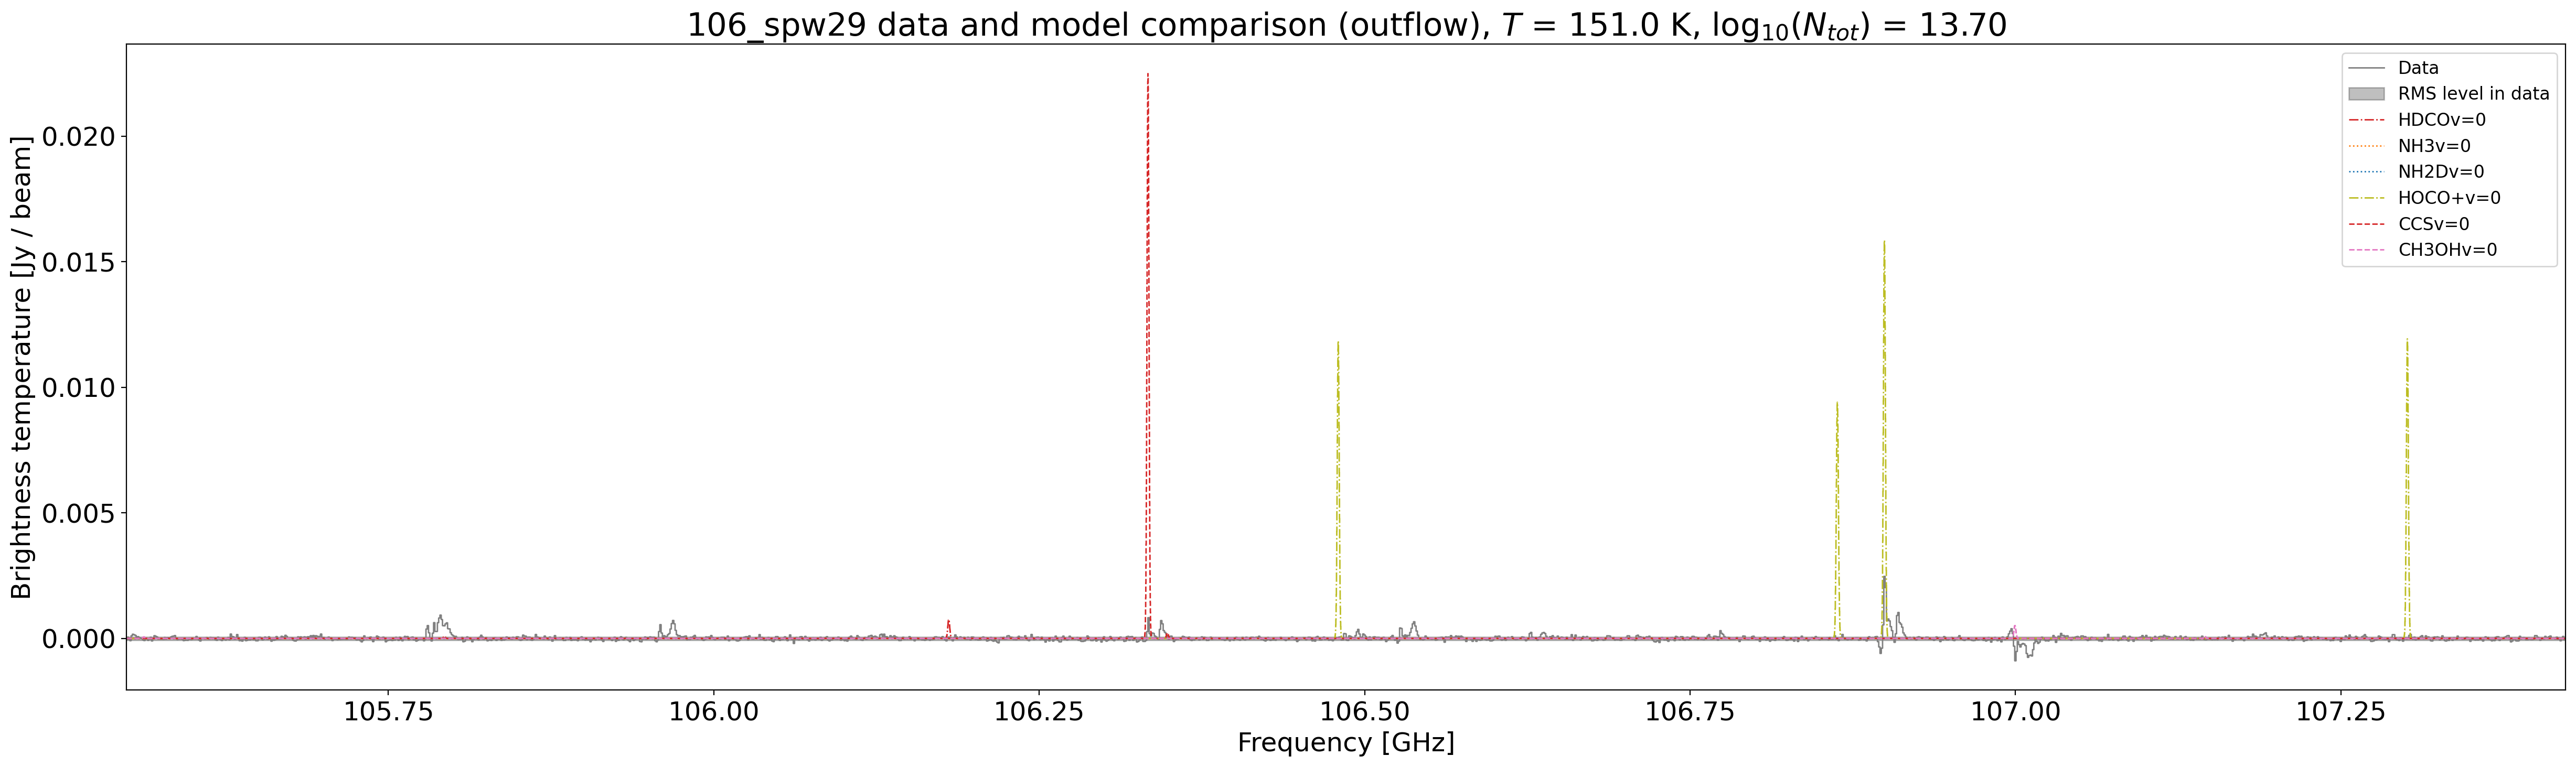 106_spw29 data and model comparison (outflow), T = 151.0 K, log₁₀(Nₜₒₜ) = 13.70
Brightness temperature [Jy / beam]
0.020
0.015
0.010
0.005
0.000
Data
RMS level in data
HDCOv=0
NH3v=0
NH2Dv=0
HOCO+v=0
CCSv=0
CH3OHv=0
105.75 106.00 106.25 106.50 106.75 107.00 107.25
Frequency [GHz]